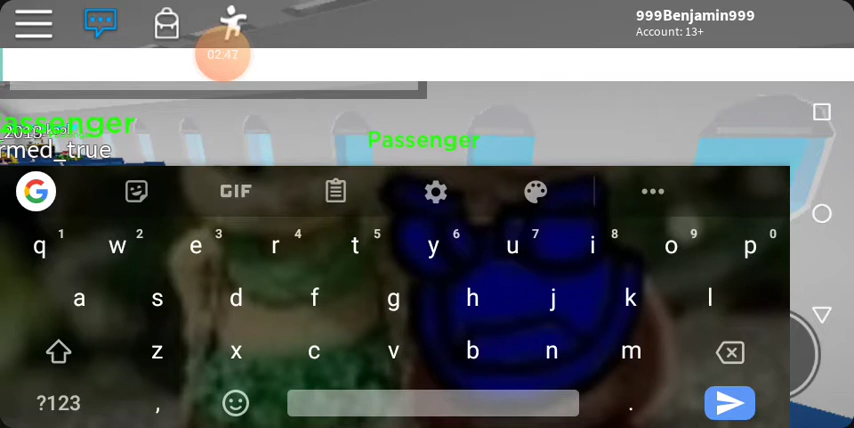 999Benjamin999
Account: 13+
02:47
assenger
Passenger
rmed_true
GIF
q 1 w 2 e 3 r 4 t 5 y 6 u 7 i 8 o 9 p 0
a s d f g h j k l
z x c v b n m
?123 , .